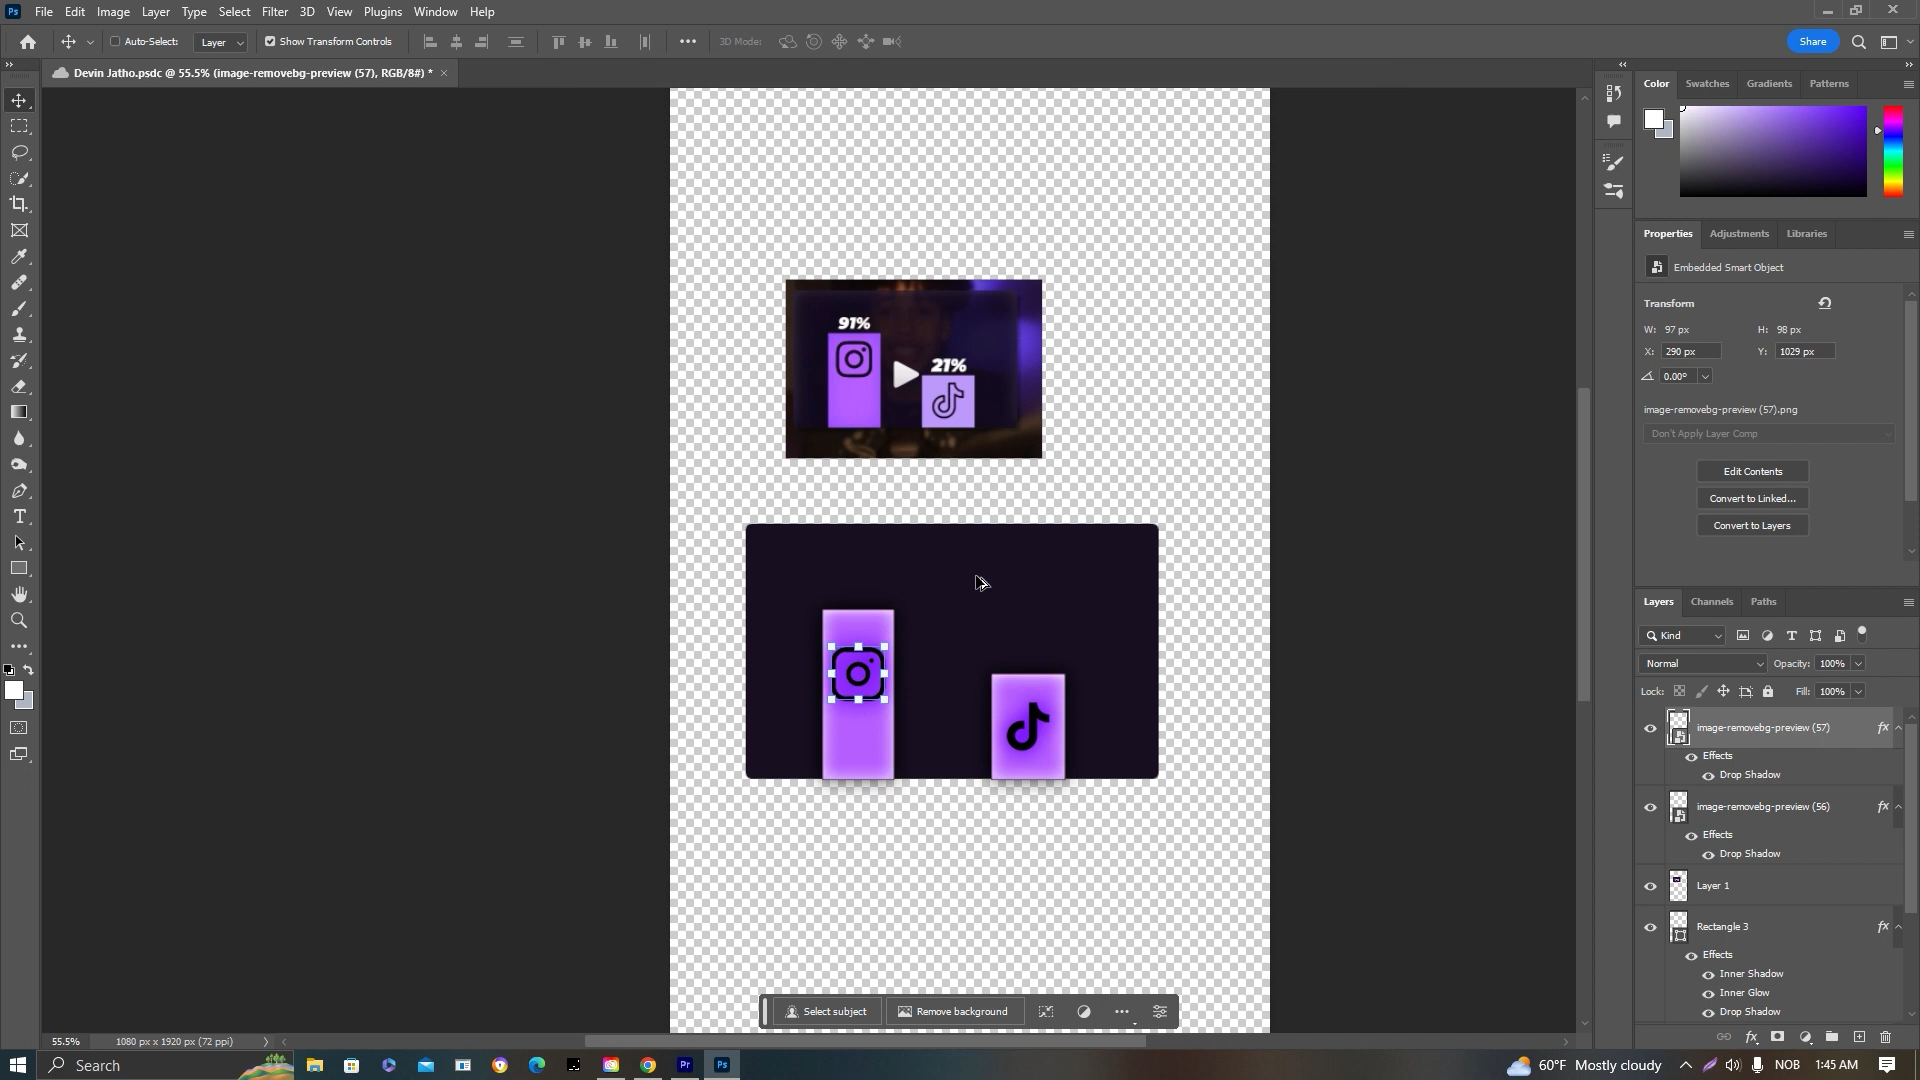 Ps File Edit Image Layer Type Select Filter 3D View Plugins Window Help
Auto-Select: Layer Show Transform Controls 3D Mode: Share
Devin Jatho.psdc @ 55.5% (image-removebg-preview (57), RGB/8#) *
Color Swatches Gradients Patterns
Properties Adjustments Libraries
Embedded Smart Object
Transform
W: 97 px H: 98 px
X: 290 px Y: 1029 px
0.00°
image-removebg-preview (57).png
Don't Apply Layer Comp
Edit Contents
Convert to Linked...
Convert to Layers
91%
21%
Layers Channels Paths
Kind
Normal Opacity: 100%
Lock: Fill: 100%
image-removebg-preview (57) fx
Effects
Drop Shadow
image-removebg-preview (56) fx
Effects
Drop Shadow
Layer 1
Rectangle 3 fx
Effects
Inner Shadow
Inner Glow
Drop Shadow
Select subject Remove background
55.5% 1080 px x 1920 px (72 ppi)
Search Pr Ps 60°F Mostly cloudy NOB 1:45 AM